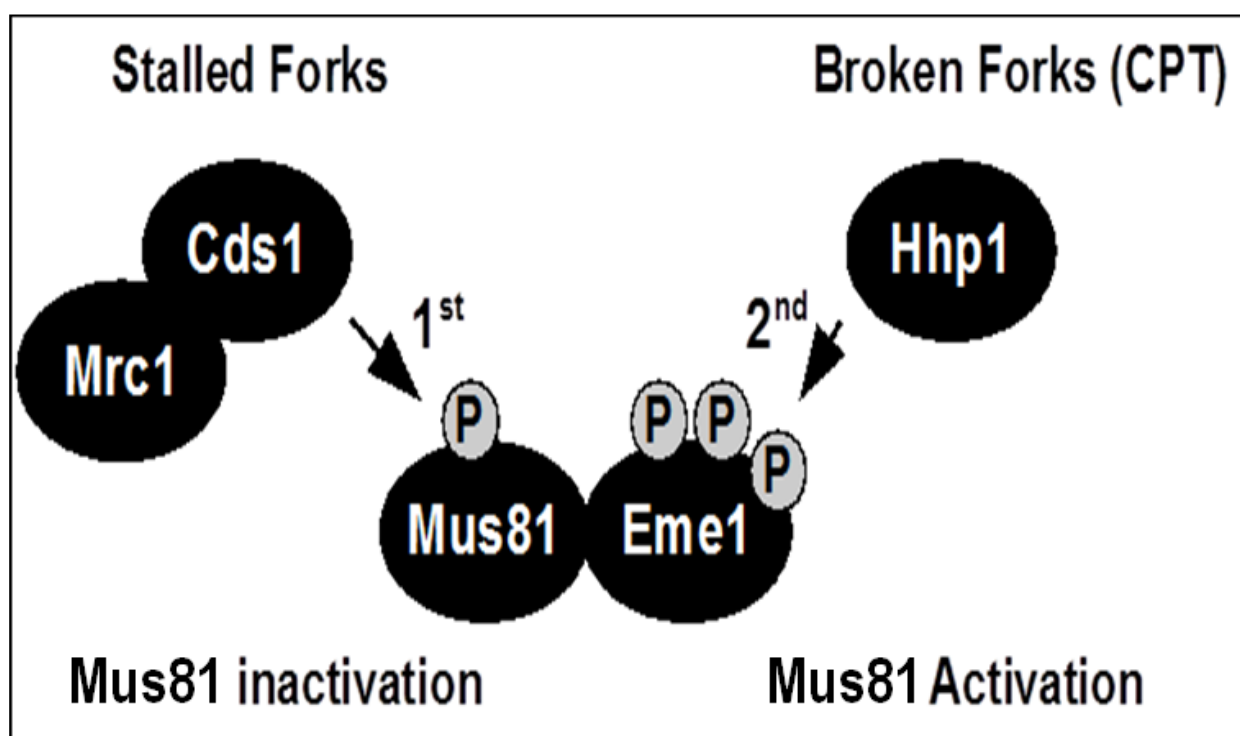 Stalled Forks
Broken Forks (CPT)
Cds1
Hhp1
Mrc1
1st
2nd
P
P
P
P
Mus81
Eme1
Mus81 inactivation
Mus81 Activation